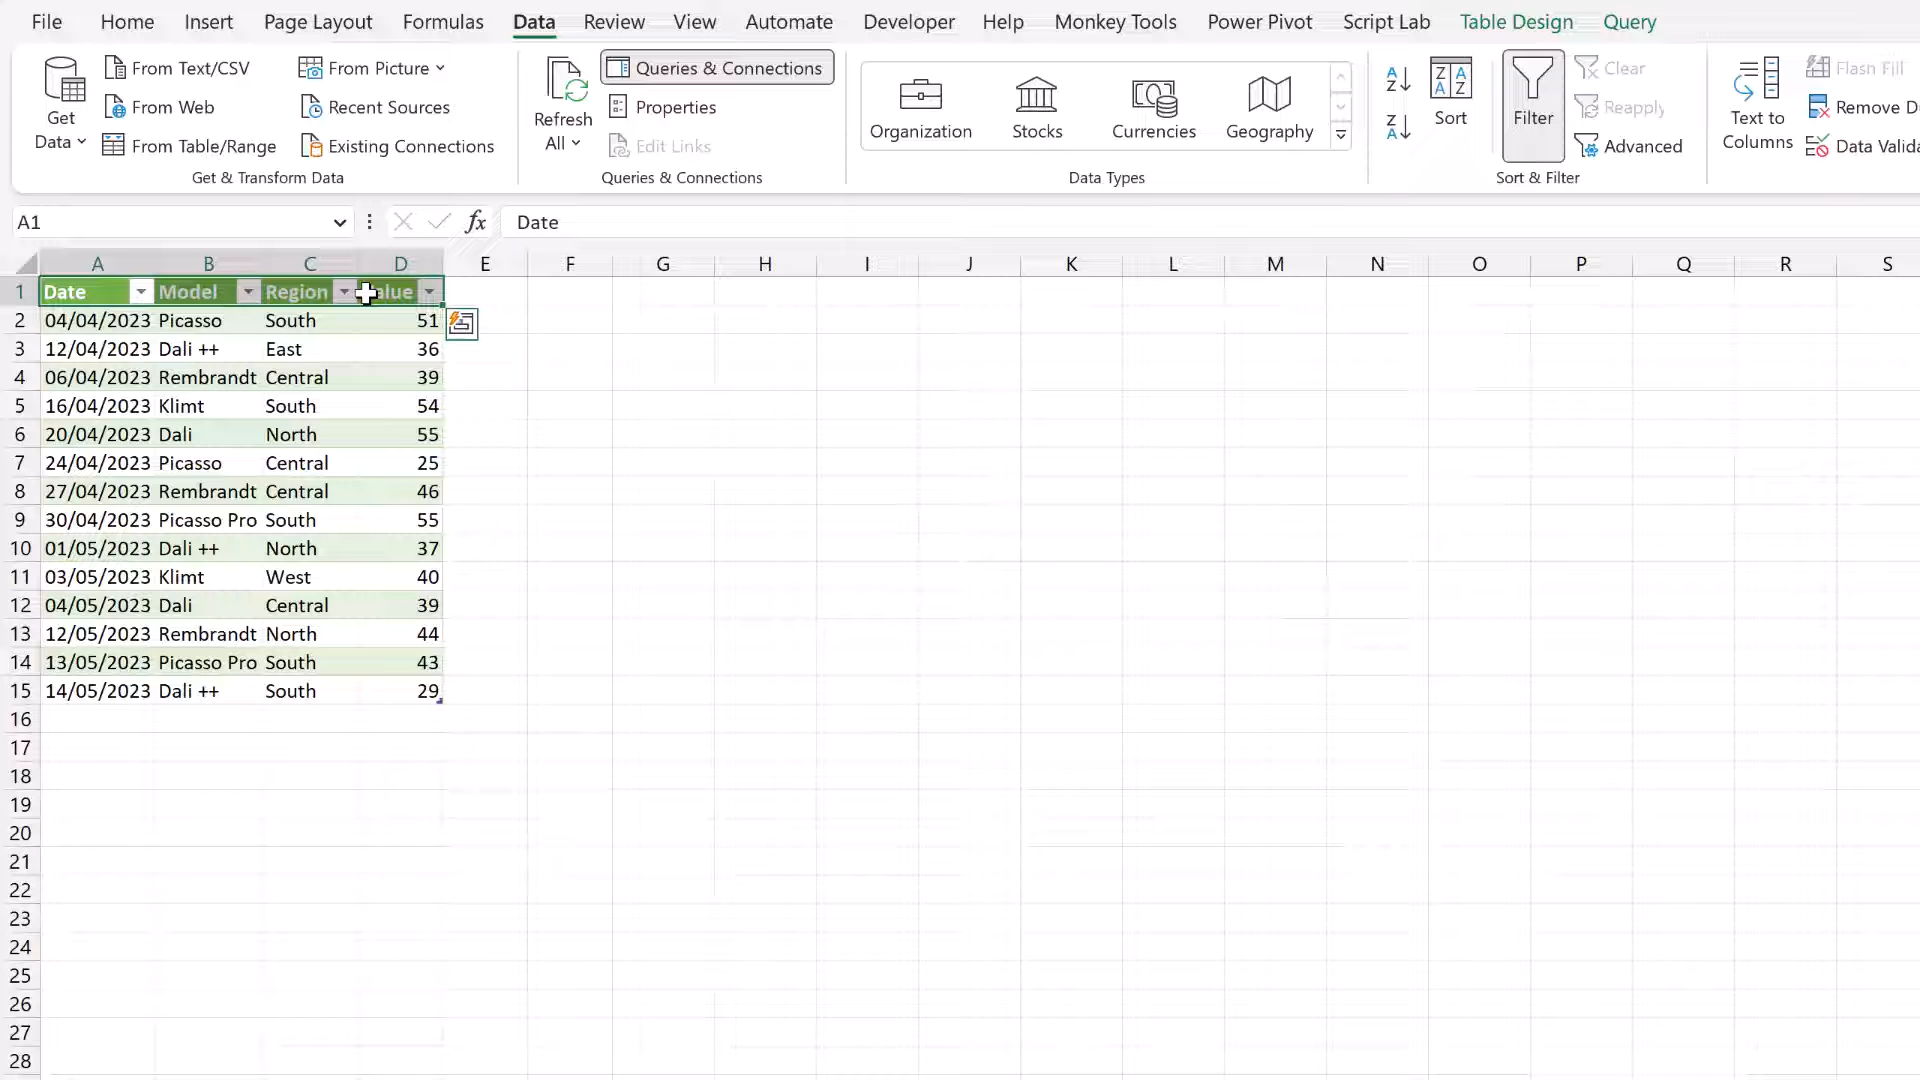 File Home Insert Page Layout Formulas Data Review View Automate Developer Help Monkey Tools Power Pivot Script Lab Table Design Query
Get Data
From Text/CSV
From Web
From Table/Range
From Picture
Recent Sources
Existing Connections
Get & Transform Data
Refresh All
Queries & Connections
Properties
Edit Links
Queries & Connections
Organization
Stocks
Currencies
Geography
Data Types
Sort
Filter
Clear
Reapply
Advanced
Sort & Filter
Text to Columns
Flash Fill
Remove D
Data Valida
A1 fx Date
A B C D E F G H I J K L M N O P Q R S
1 Date Model Region alue
2 04/04/2023 Picasso South 51
3 12/04/2023 Dali ++ East 36
4 06/04/2023 Rembrandt Central 39
5 16/04/2023 Klimt South 54
6 20/04/2023 Dali North 55
7 24/04/2023 Picasso Central 25
8 27/04/2023 Rembrandt Central 46
9 30/04/2023 Picasso Pro South 55
10 01/05/2023 Dali ++ North 37
11 03/05/2023 Klimt West 40
12 04/05/2023 Dali Central 39
13 12/05/2023 Rembrandt North 44
14 13/05/2023 Picasso Pro South 43
15 14/05/2023 Dali ++ South 29
16
17
18
19
20
21
22
23
24
25
26
27
28